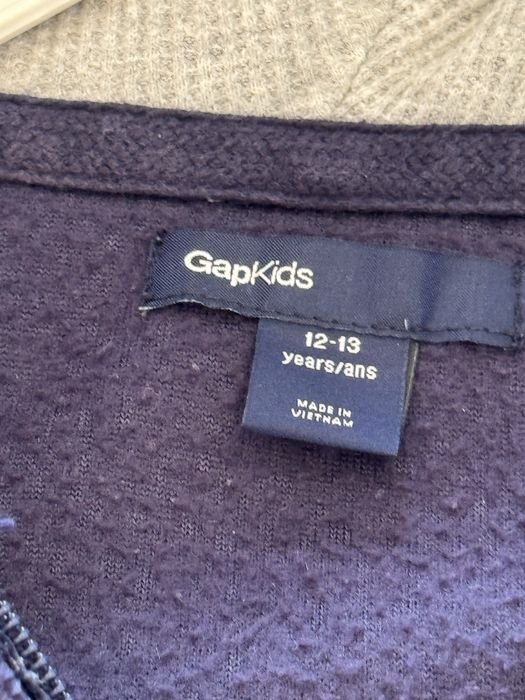 GapKids
12-13
years/ans
MADE IN
VIETNAM